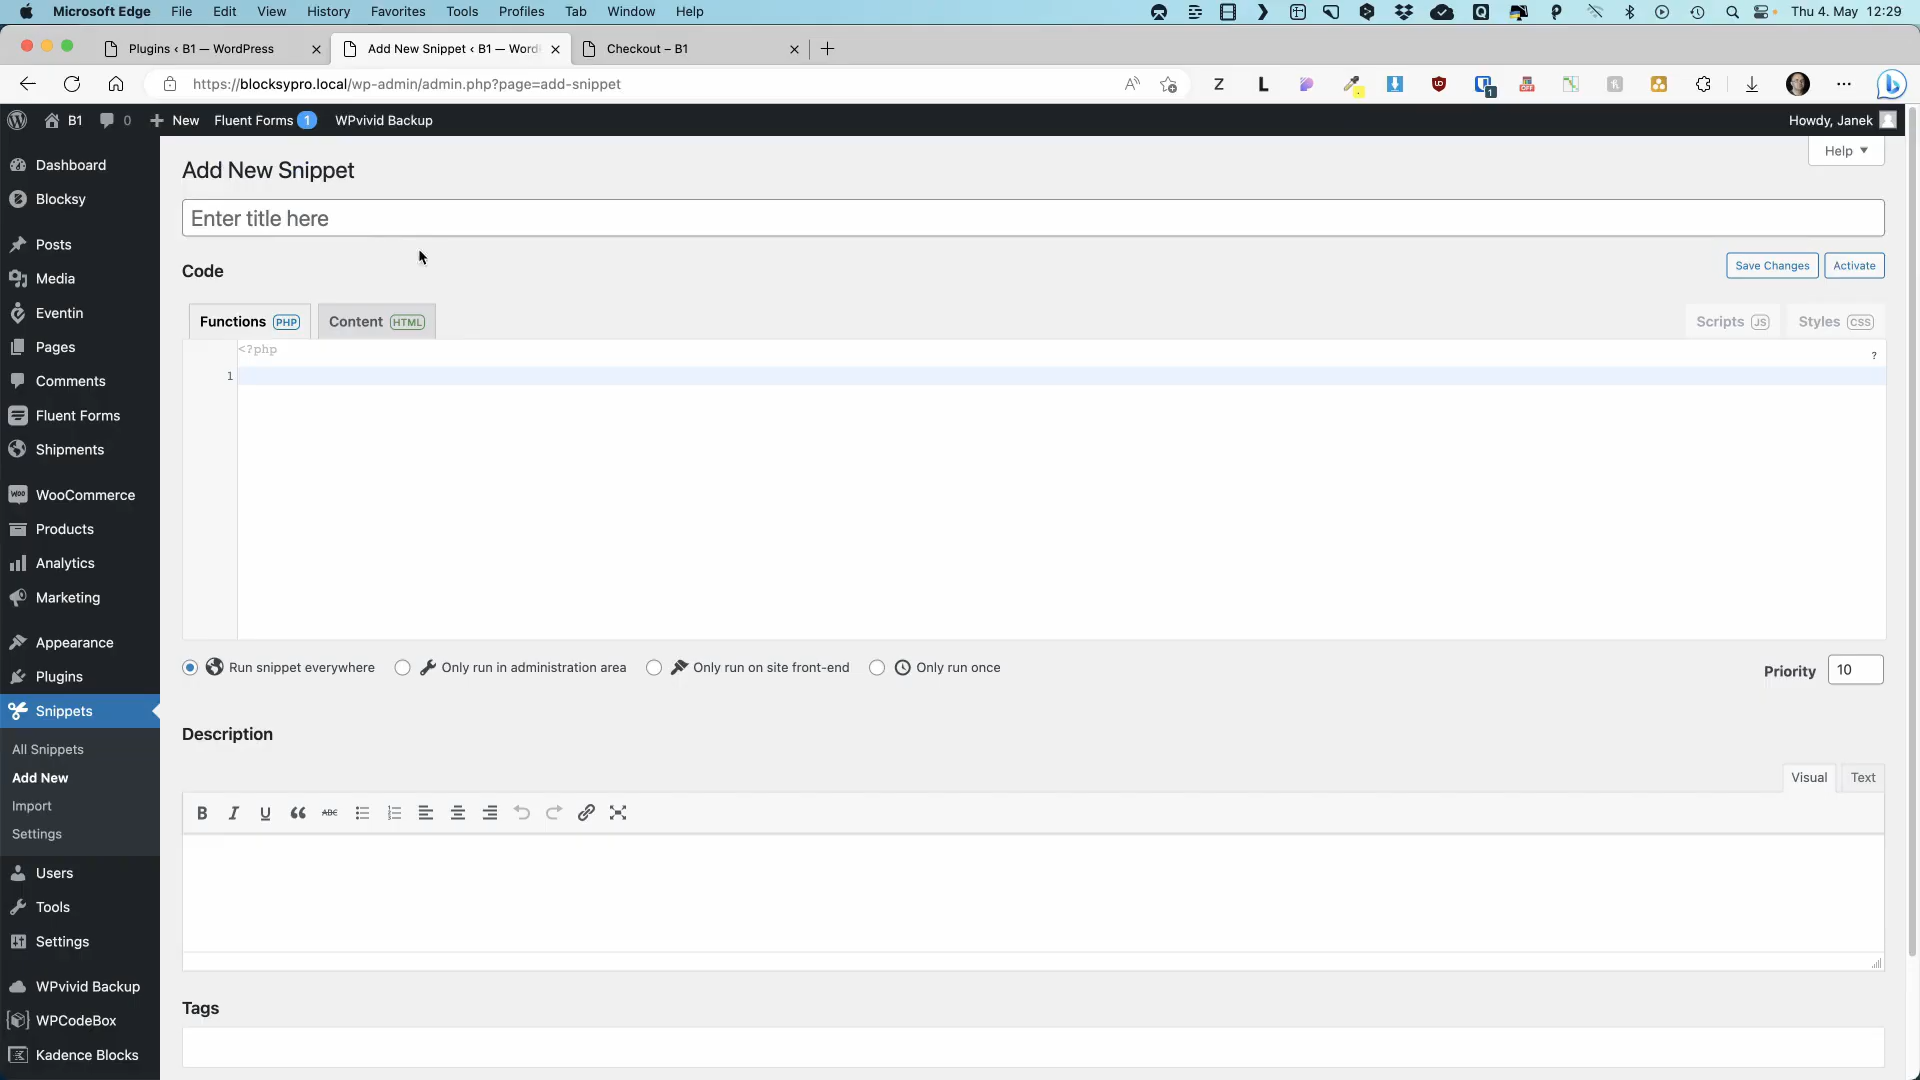 Microsoft Edge File Edit View History Favorites Tools Profiles Tab Window Help Thu 4. May 12:29
Plugins ‹ B1 — WordPress Add New Snippet ‹ B1 — Word Checkout – B1
https://blocksypro.local/wp-admin/admin.php?page=add-snippet
B1 0 New Fluent Forms 1 WPvivid Backup Howdy, Janek
Help
Dashboard
Blocksy
Posts
Media
Eventin
Pages
Comments
Fluent Forms
Shipments
WooCommerce
Products
Analytics
Marketing
Appearance
Plugins
Snippets
All Snippets
Add New
Import
Settings
Users
Tools
Settings
WPvivid Backup
WPCodeBox
Kadence Blocks
Add New Snippet
Enter title here
Code
Save Changes Activate
Functions PHP Content HTML Scripts JS Styles CSS
<?php
?
1
Run snippet everywhere Only run in administration area Only run on site front-end Only run once Priority 10
Description
Visual Text
B I U ABC
Tags